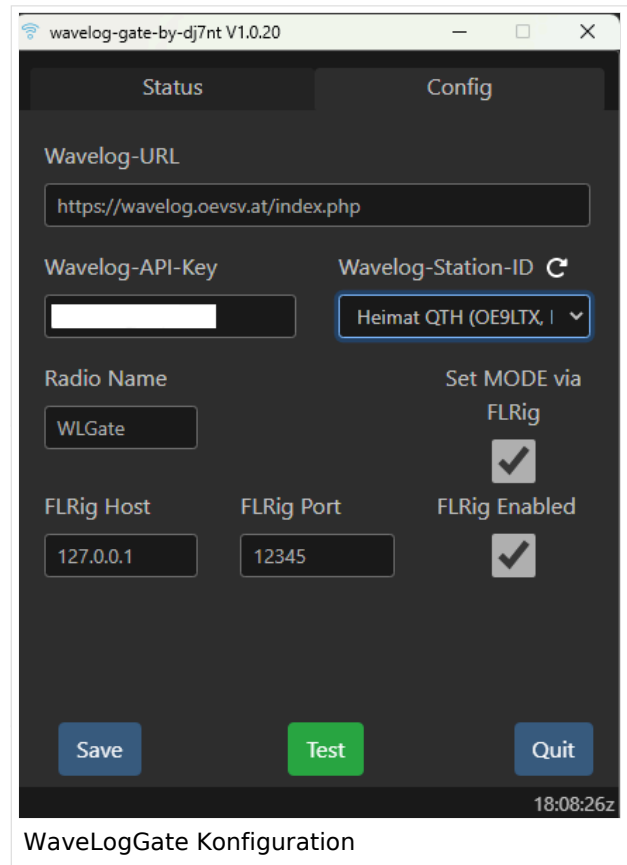 wavelog-gate-by-dj7nt V1.0.20
Status Config
Wavelog-URL
https://wavelog.oevsv.at/index.php
Wavelog-API-Key Wavelog-Station-ID
Heimat QTH (OE9LTX,
Radio Name Set MODE via
FLRig
WLGate
FLRig Host FLRig Port FLRig Enabled
127.0.0.1 12345
Save Test Quit
18:08:26z
WaveLogGate Konfiguration